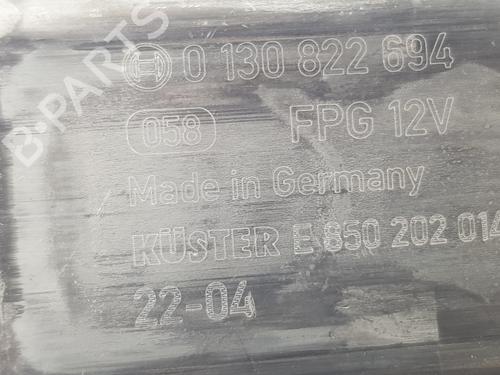 0 130 822 694
058 FPG 12V
Made in Germany
KÜSTER E 850 202 014
22-04
B-PARTS